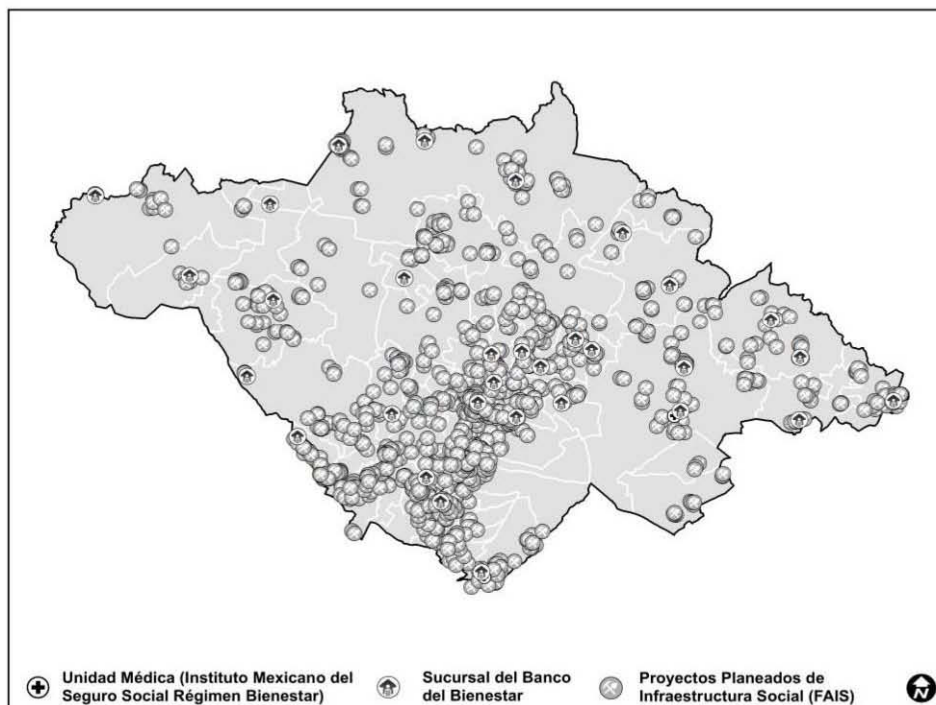 Unidad Médica (Instituto Mexicano del
Seguro Social Régimen Bienestar)
Sucursal del Banco
del Bienestar
Proyectos Planeados de
Infraestructura Social (FAIS)
N